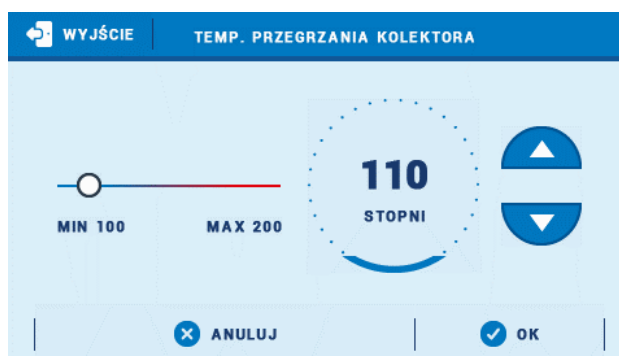 WYJŚCIE TEMP. PRZEGRZANIA KOLEKTORA
110
STOPNI
MIN 100 MAX 200
ANULUJ OK